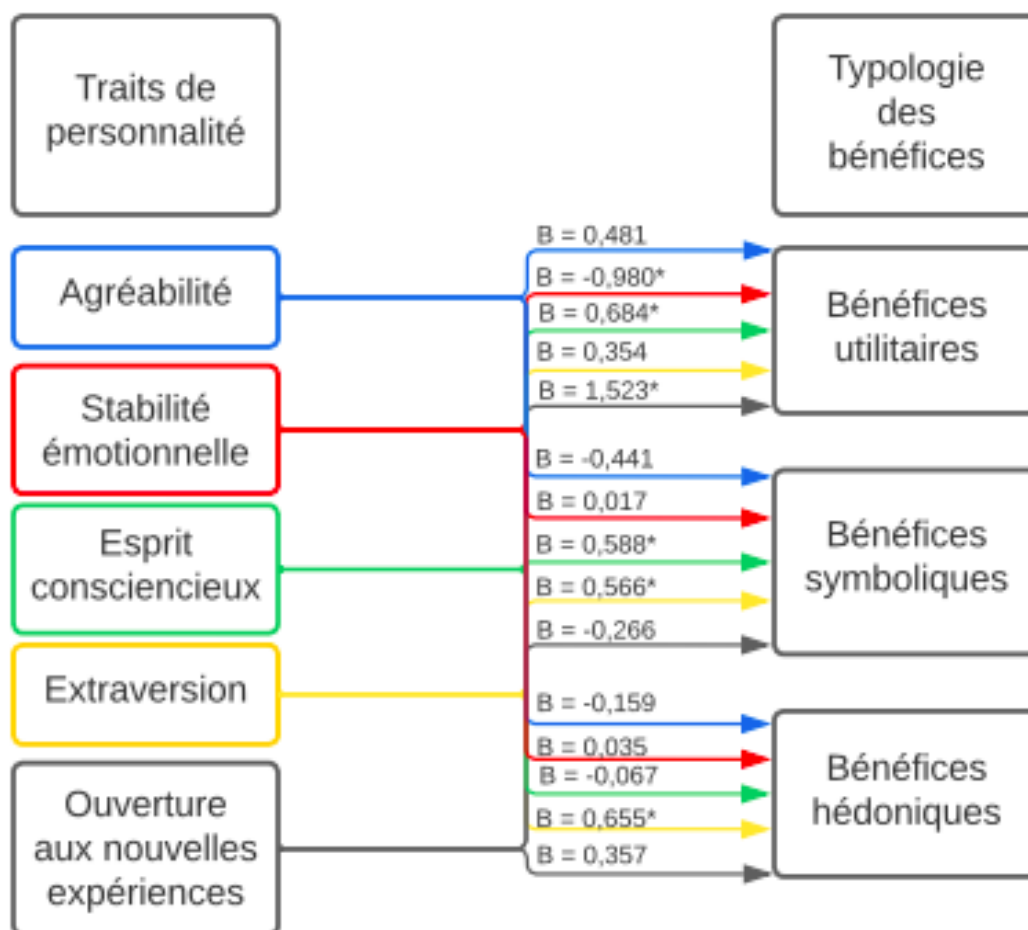 Traits de
personnalité
Typologie
des
bénéfices
Agréabilité
Stabilité
émotionnelle
Esprit
consciencieux
Extraversion
Ouverture
aux nouvelles
expériences
B = 0,481
B = -0,980*
B = 0,684*
B = 0,354
B = 1,523*
Bénéfices
utilitaires
B = -0,441
B = 0,017
B = 0,588*
B = 0,566*
B = -0,266
Bénéfices
symboliques
B = -0,159
B = 0,035
B = -0,067
B = 0,655*
B = 0,357
Bénéfices
hédoniques